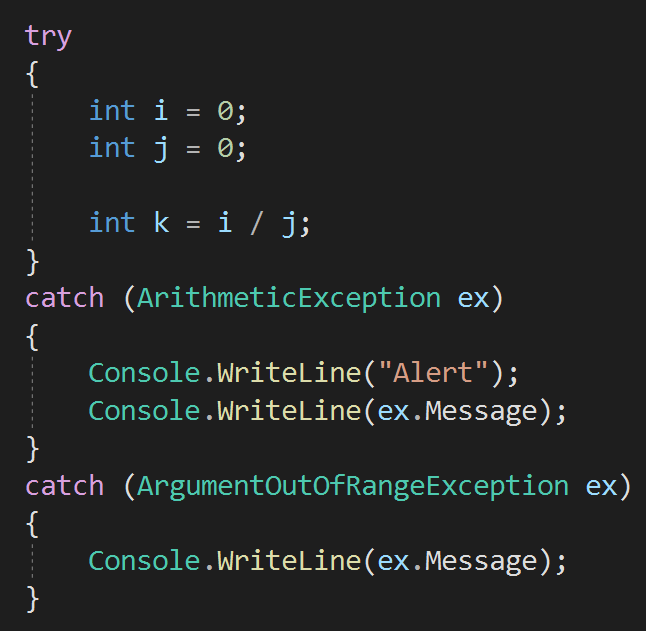 try
{
    int i = 0;
    int j = 0;

    int k = i / j;
}
catch (ArithmeticException ex)
{
    Console.WriteLine("Alert");
    Console.WriteLine(ex.Message);
}
catch (ArgumentOutOfRangeException ex)
{
    Console.WriteLine(ex.Message);
}